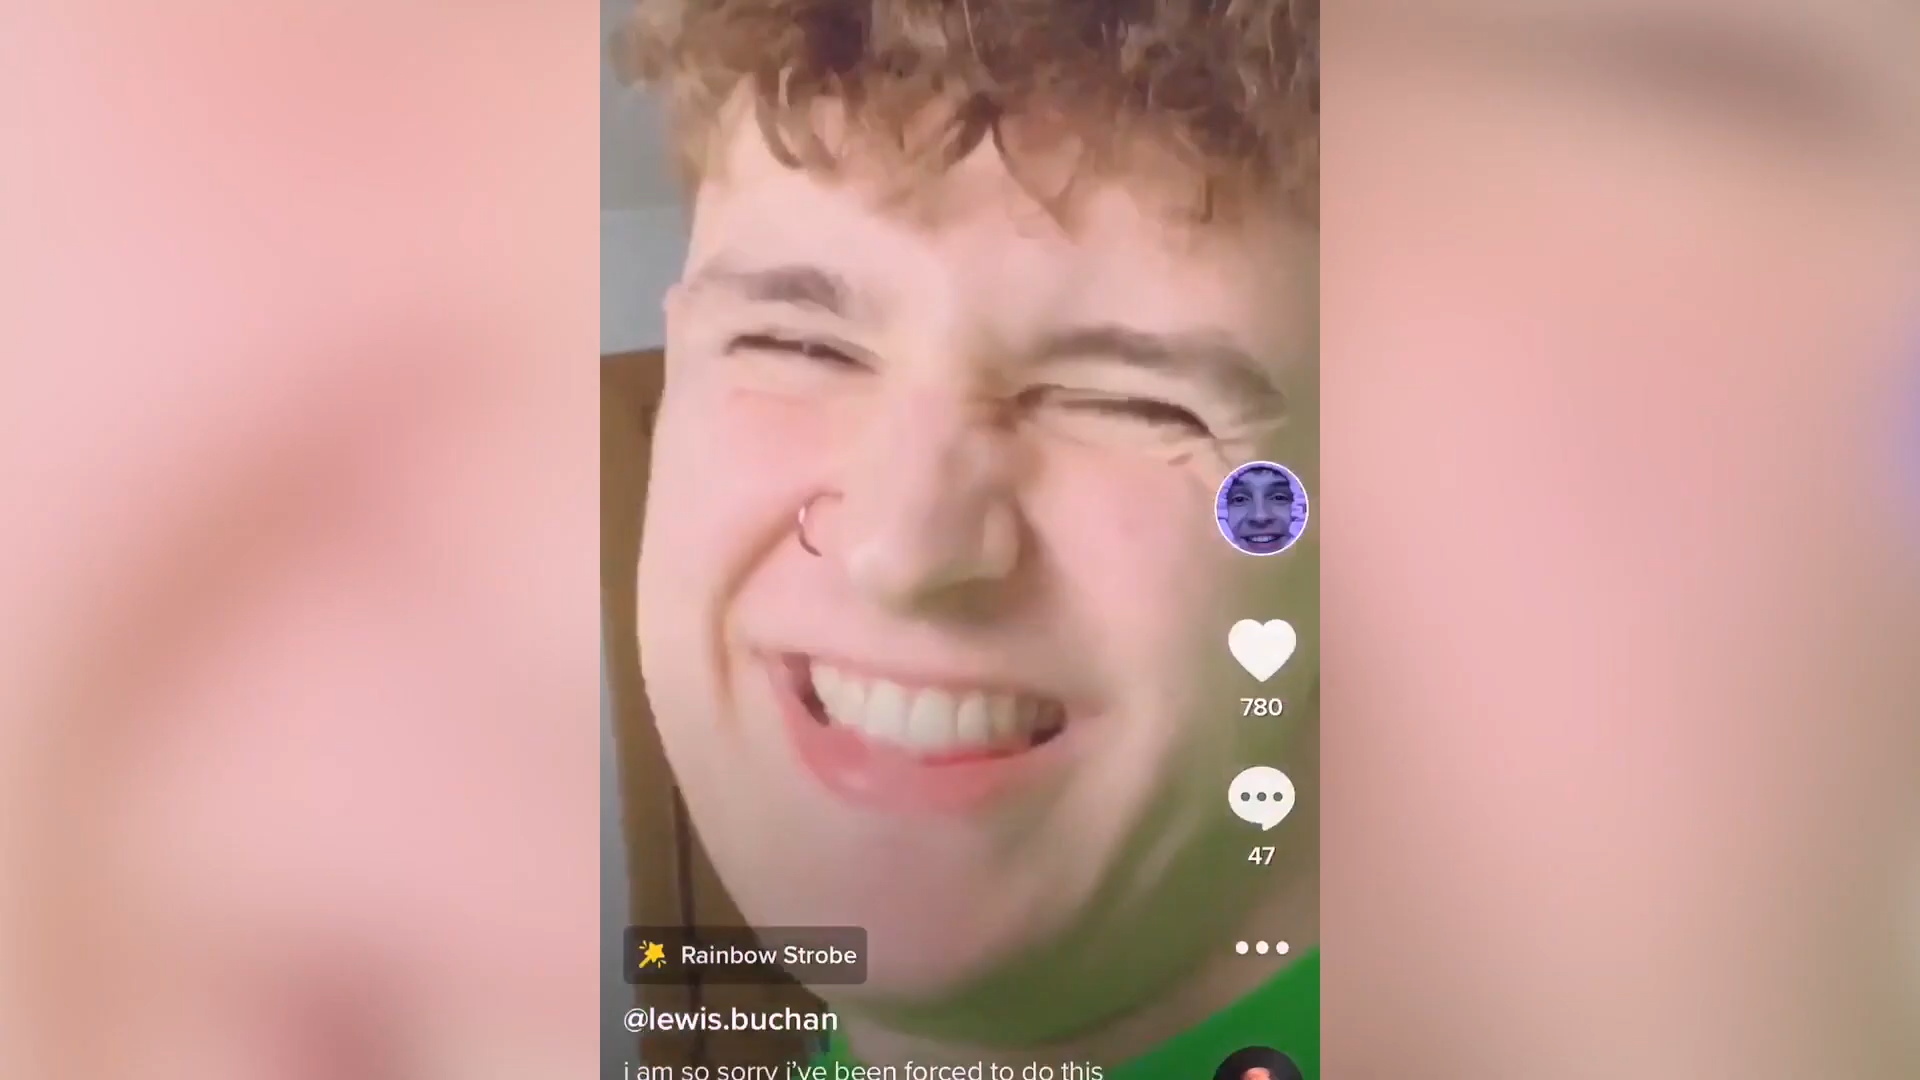 780
47
Rainbow Strobe
@lewis.buchan
i am so sorry i've been forced to do this